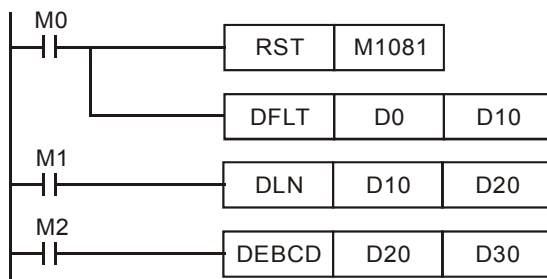 M0
RST M1081
DFLT D0 D10
M1
DLN D10 D20
M2
DEBCD D20 D30